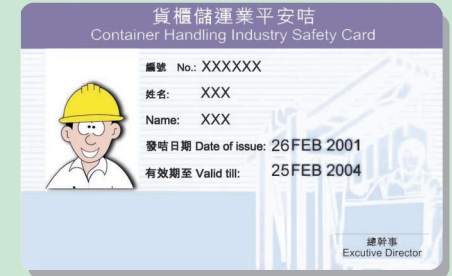 貨櫃儲運業平安咭
Container Handling Industry Safety Card
編號 No.: XXXXXX
姓名: XXX
Name: XXX
發咭日期 Date of issue: 26 FEB 2001
有效期至 Valid till: 25 FEB 2004
總幹事
Excutive Director